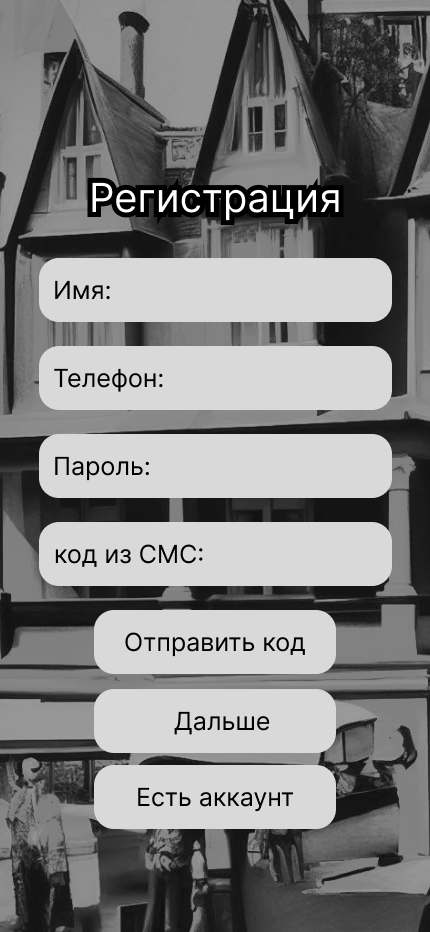 Регистрация
Имя:
Телефон:
Пароль:
код из СМС:
Отправить код
Дальше
Есть аккаунт